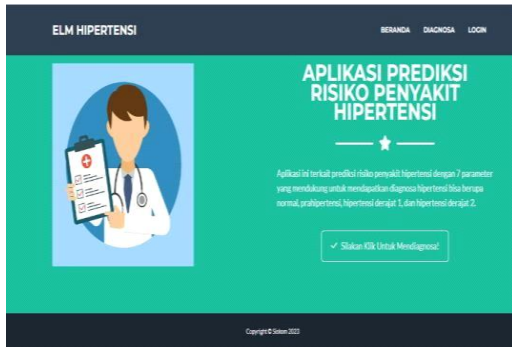 ELM HIPERTENSI
BERANDA DIAGNOSA LOGIN
APLIKASI PREDIKSI
RISIKO PENYAKIT
HIPERTENSI
Aplikasi ini terkait prediksi risiko penyakit hipertensi dengan 7 parameter
yang mendukung untuk mendapatkan diagnosa hipertensi bisa berupa
normal, prahipertensi, hipertensi derajat 1, dan hipertensi derajat 2.
✓ Silakan Klik Untuk Mendiagnosa!
Copyright © Siskom 2023